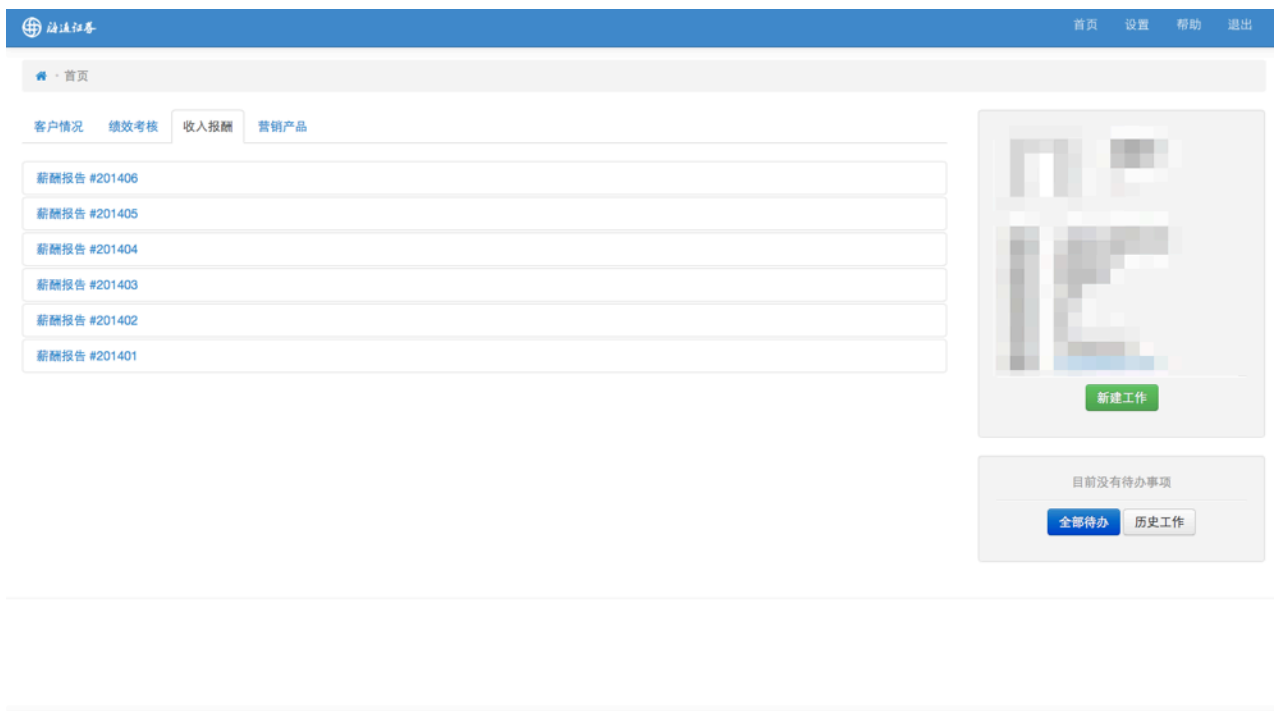 海通证券
首页 设置 帮助 退出
首页
客户情况 绩效考核 收入报酬 营销产品
薪酬报告 #201406
薪酬报告 #201405
薪酬报告 #201404
薪酬报告 #201403
薪酬报告 #201402
薪酬报告 #201401
新建工作
目前没有待办事项
全部待办 历史工作